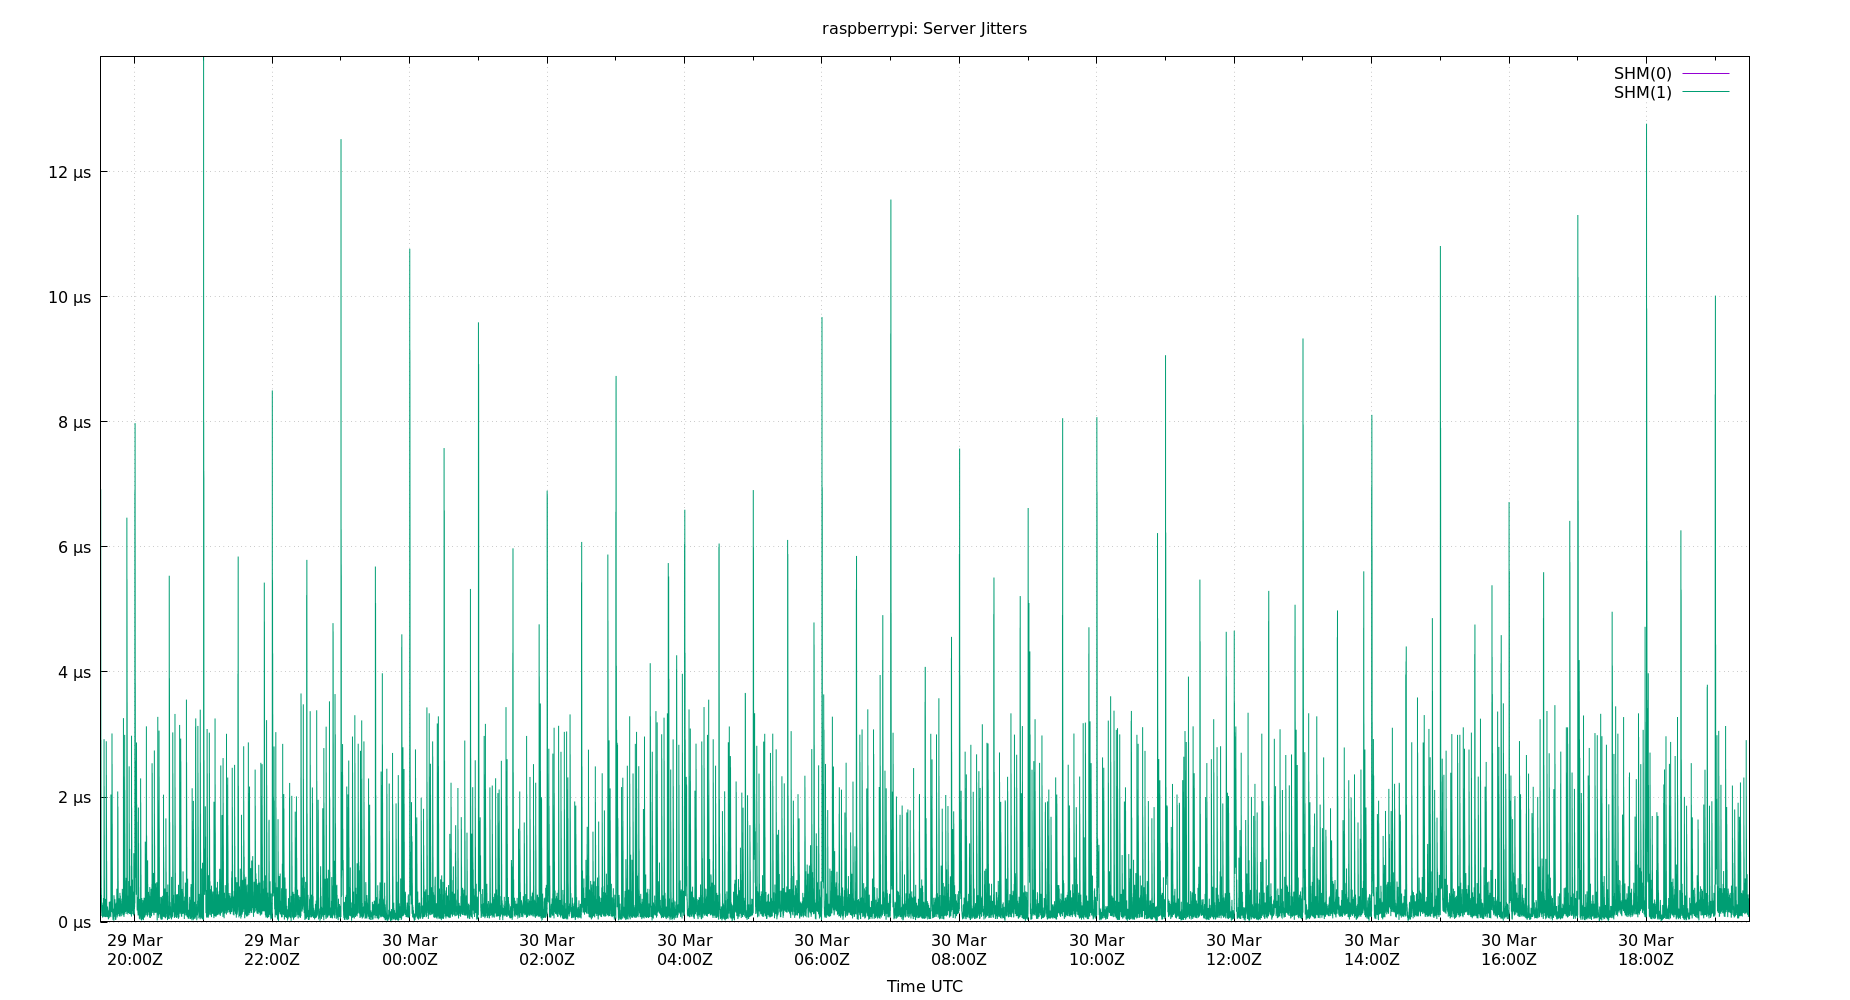 raspberrypi: Server Jitters
SHM(0)
SHM(1)
12 µs
10 µs
8 µs
6 µs
4 µs
2 µs
0 µs
29 Mar 29 Mar 30 Mar 30 Mar 30 Mar 30 Mar 30 Mar 30 Mar 30 Mar 30 Mar 30 Mar 30 Mar
20:00Z 22:00Z 00:00Z 02:00Z 04:00Z 06:00Z 08:00Z 10:00Z 12:00Z 14:00Z 16:00Z 18:00Z
Time UTC